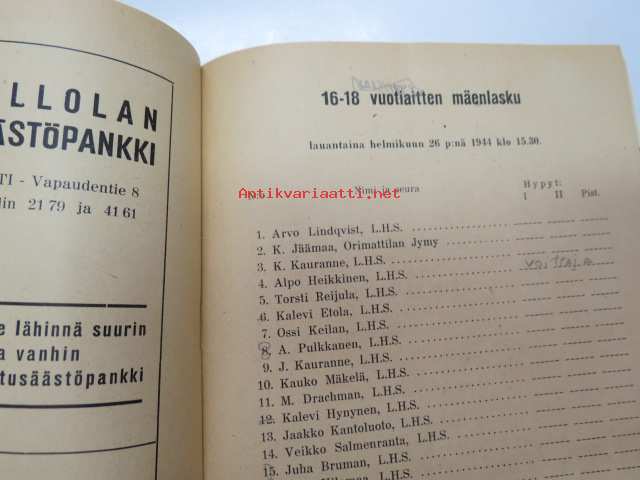 LLOLAN
ÄSTÖPANKKI
TI - Vapaudentie 8
lin 21 79 ja 41 61
e lähinnä suurin
a vanhin
tusäästöpankki
16-18 vuotiaitten mäenlasku
lauantaina helmikuun 26 p:nä 1944 klo 15.30.
Nimi ja seura Hypyt:
I II Pist.
Antikvariaatti.net
1. Arvo Lindqvist, L.H.S.
2. K. Jäämaa, Orimattilan Jymy
3. K. Kauranne, L.H.S.
4. Alpo Heikkinen, L.H.S. voittaja
5. Torsti Reijula, L.H.S.
6. Kalevi Etola, L.H.S.
7. Ossi Keilan, L.H.S.
8. A. Pulkkanen, L.H.S.
9. J. Kauranne, L.H.S.
10. Kauko Mäkelä, L.H.S.
11. M. Drachman, L.H.S.
12. Kalevi Hynynen, L.H.S.
13. Jaakko Kantoluoto, L.H.S.
14. Veikko Salmenranta, L.H.S.
15. Juha Bruman, L.H.S.